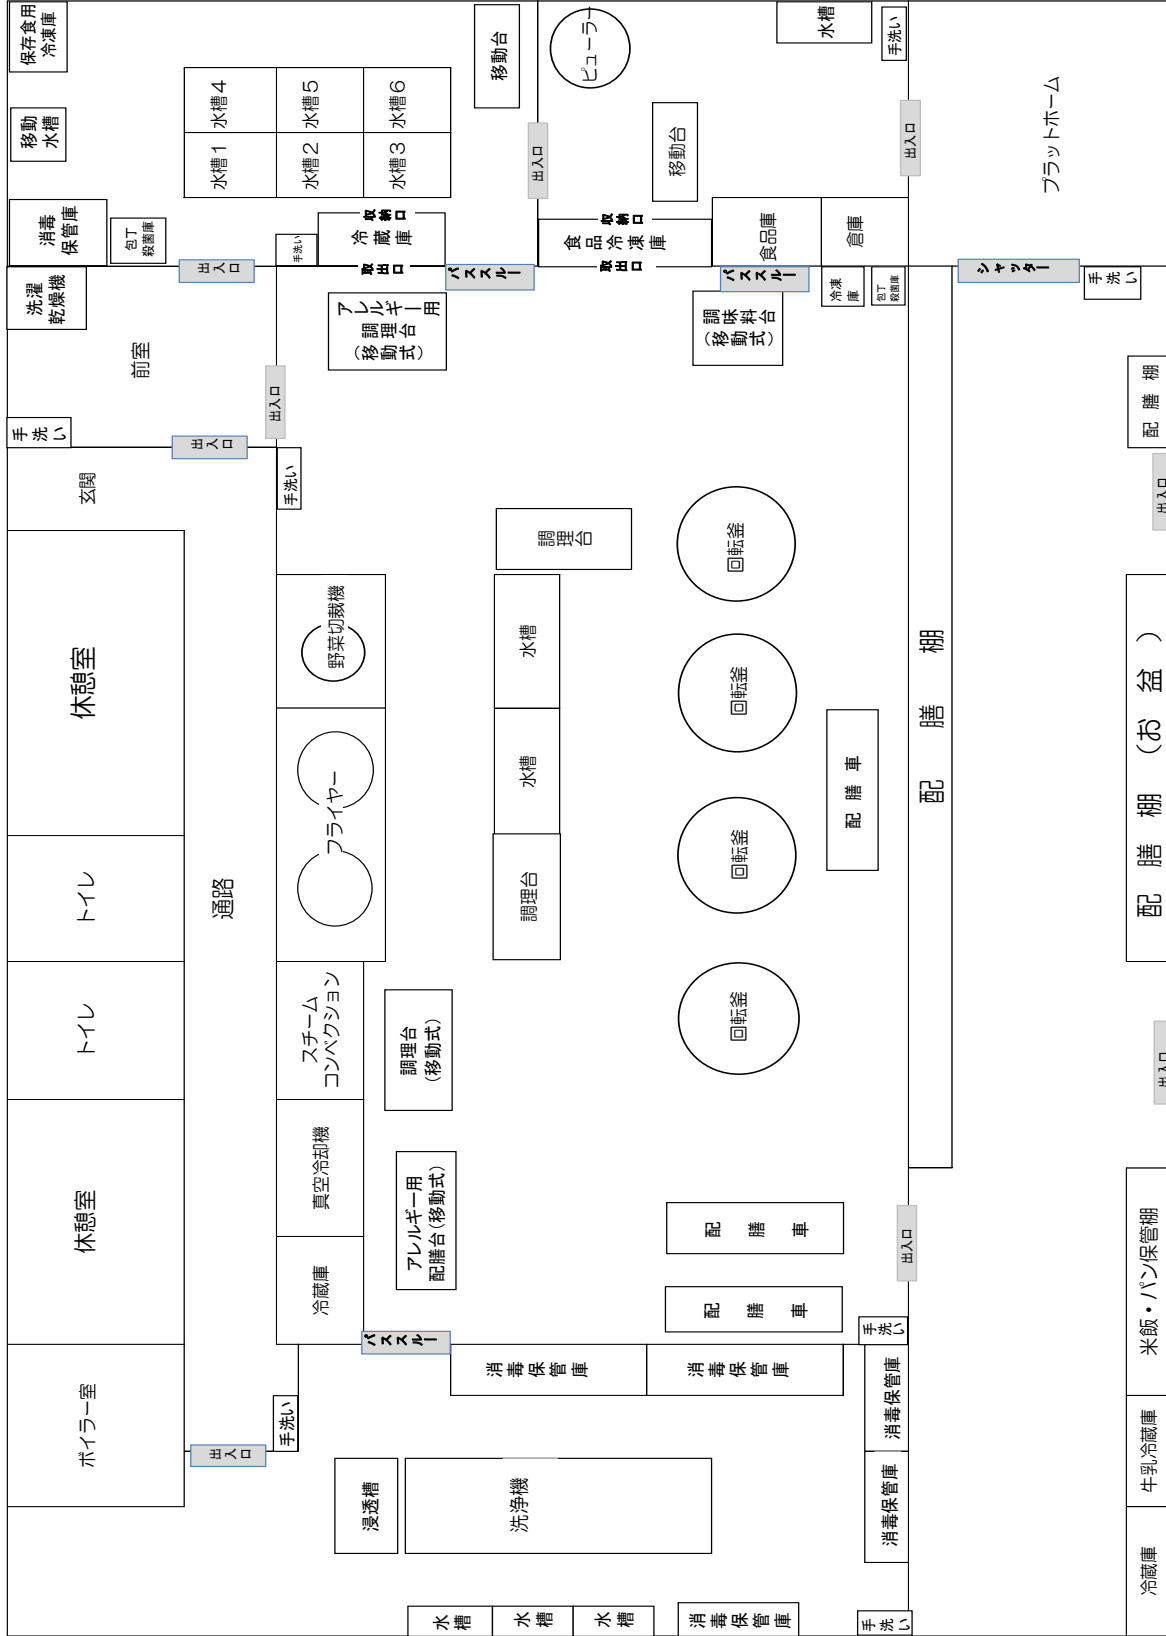 保存食用
冷凍庫
移動
水槽
水槽4
水槽5
水槽6
水槽1
水槽2
水槽3
移動台
ピューラー
水槽
手洗い
出入口
移動台
出入口
プラットホーム
消毒
保管庫
包丁
殺菌庫
手洗い
収納口
冷蔵庫
取出口
収納口
食品冷凍庫
取出口
食品庫
倉庫
出入口
パススルー
パススルー
シャッター
洗濯
乾燥機
前室
アレルギー用
調理台
(移動式)
調味料台
(移動式)
冷凍
庫
包丁
殺菌庫
手洗い
手洗い
出入口
出入口
配膳棚
玄関
手洗い
出入口
調理台
回転釜
休憩室
野菜切裁機
水槽
回転釜
配膳棚
配膳棚(お盆)
フライヤー
水槽
配膳車
トイレ
通路
調理台
回転釜
トイレ
スチーム
コンベクション
調理台
(移動式)
回転釜
出入口
休憩室
真空冷却機
アレルギー用
配膳台(移動式)
配膳車
出入口
米飯・パン保管棚
冷蔵庫
配膳車
パススルー
手洗い
ボイラー室
手洗い
消毒保管庫
消毒保管庫
消毒保管庫
牛乳冷蔵庫
出入口
浸透槽
洗浄機
消毒保管庫
冷蔵庫
水槽
水槽
水槽
消毒保管庫
手洗い